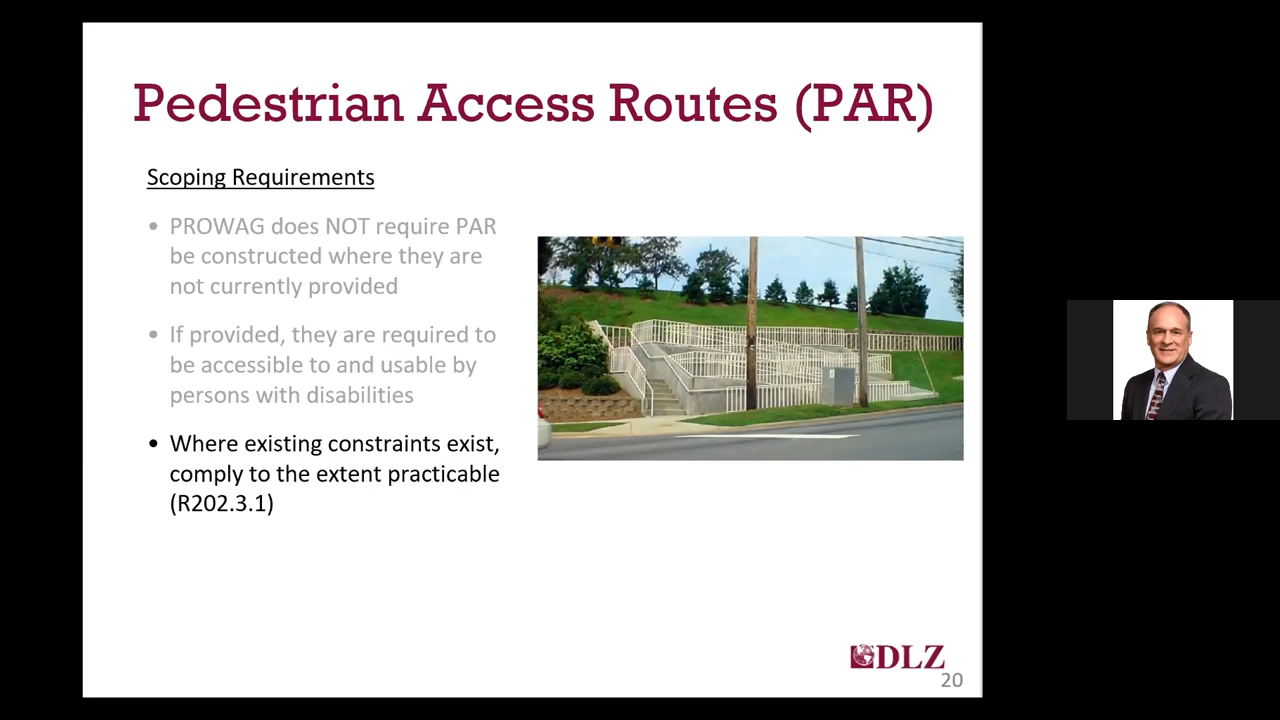 Pedestrian Access Routes (PAR)
Scoping Requirements
• PROWAG does NOT require PAR
be constructed where they are
not currently provided
• If provided, they are required to
be accessible to and usable by
persons with disabilities
• Where existing constraints exist,
comply to the extent practicable
(R202.3.1)
DLZ
20